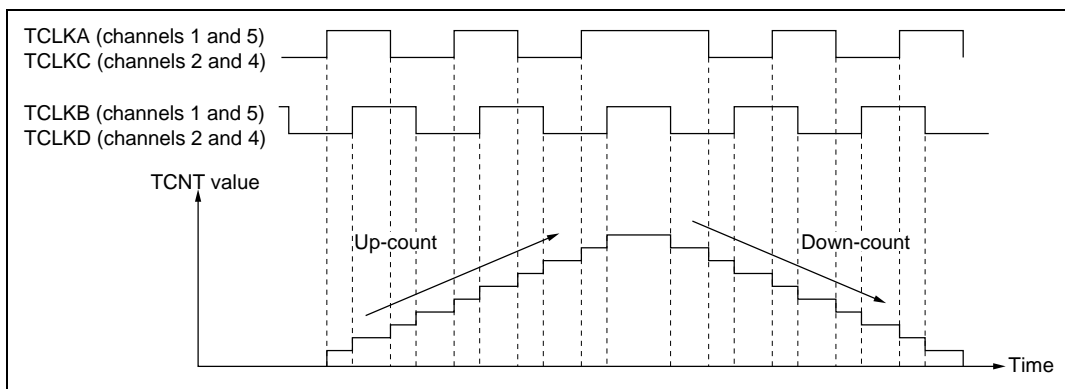 TCLKA (channels 1 and 5)
TCLKC (channels 2 and 4)
TCLKB (channels 1 and 5)
TCLKD (channels 2 and 4)
TCNT value
Up-count
Down-count
Time